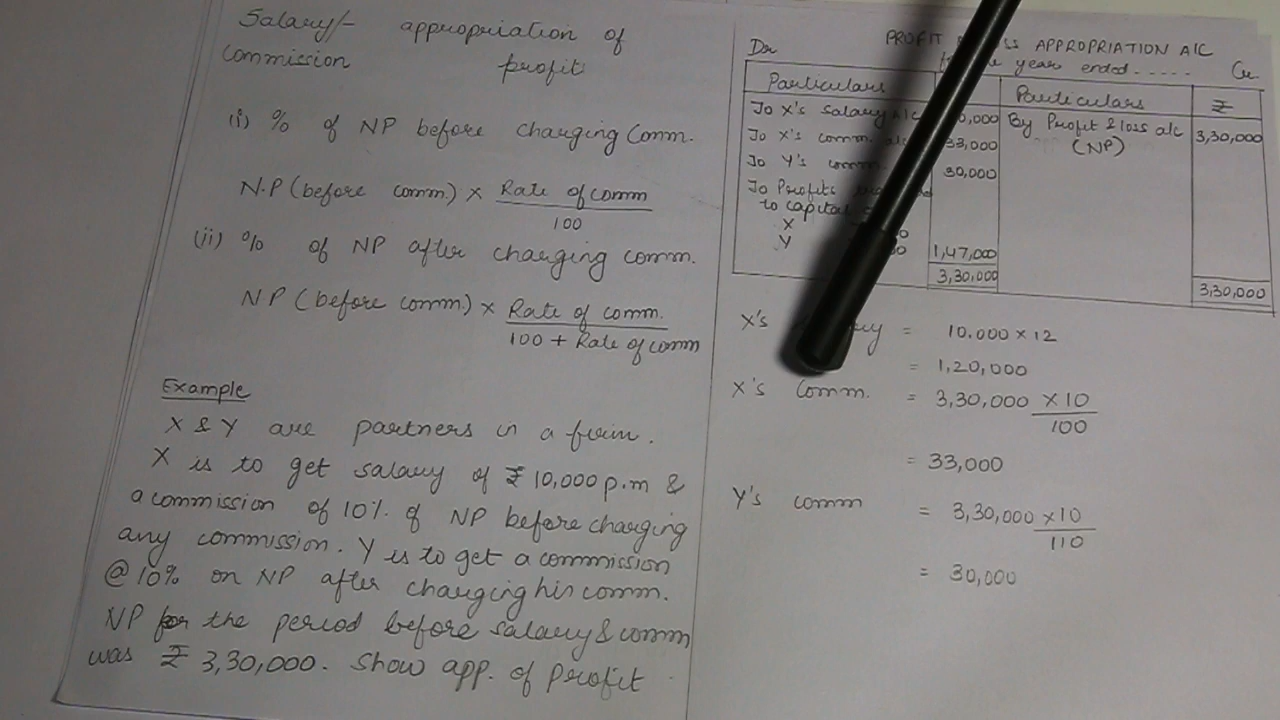 Salary/- appropriation of
commission profit
(i) % of NP before charging Comm.
N.P (before comm.) × Rate of comm
100
(ii) % of NP after charging comm.
N.P (before comm.) × Rate of comm.
100 + Rate of comm
Example
X & Y are partners in a firm.
X is to get salary of ₹ 10,000 p.m &
a commission of 10% of NP before charging
any commission. Y is to get a commission
@ 10% on NP after charging his comm.
NP for the period before salary & comm
was ₹ 3,30,000. Show app. of profit
PROFIT APPROPRIATION A/C
Dr year ended..... Cr
Particulars Particulars ₹
To X's salary By Profit & loss a/c 3,30,000
To X's comm. 33,000 (NP)
To Y's comm. 30,000
To Profits
to capital
X
Y 1,47,000
3,30,000 3,30,000
X's = 10.000 × 12
= 1,20,000
X's Comm. = 3,30,000 × 10
100
= 33,000
Y's comm = 3,30,000 × 10
110
= 30,000